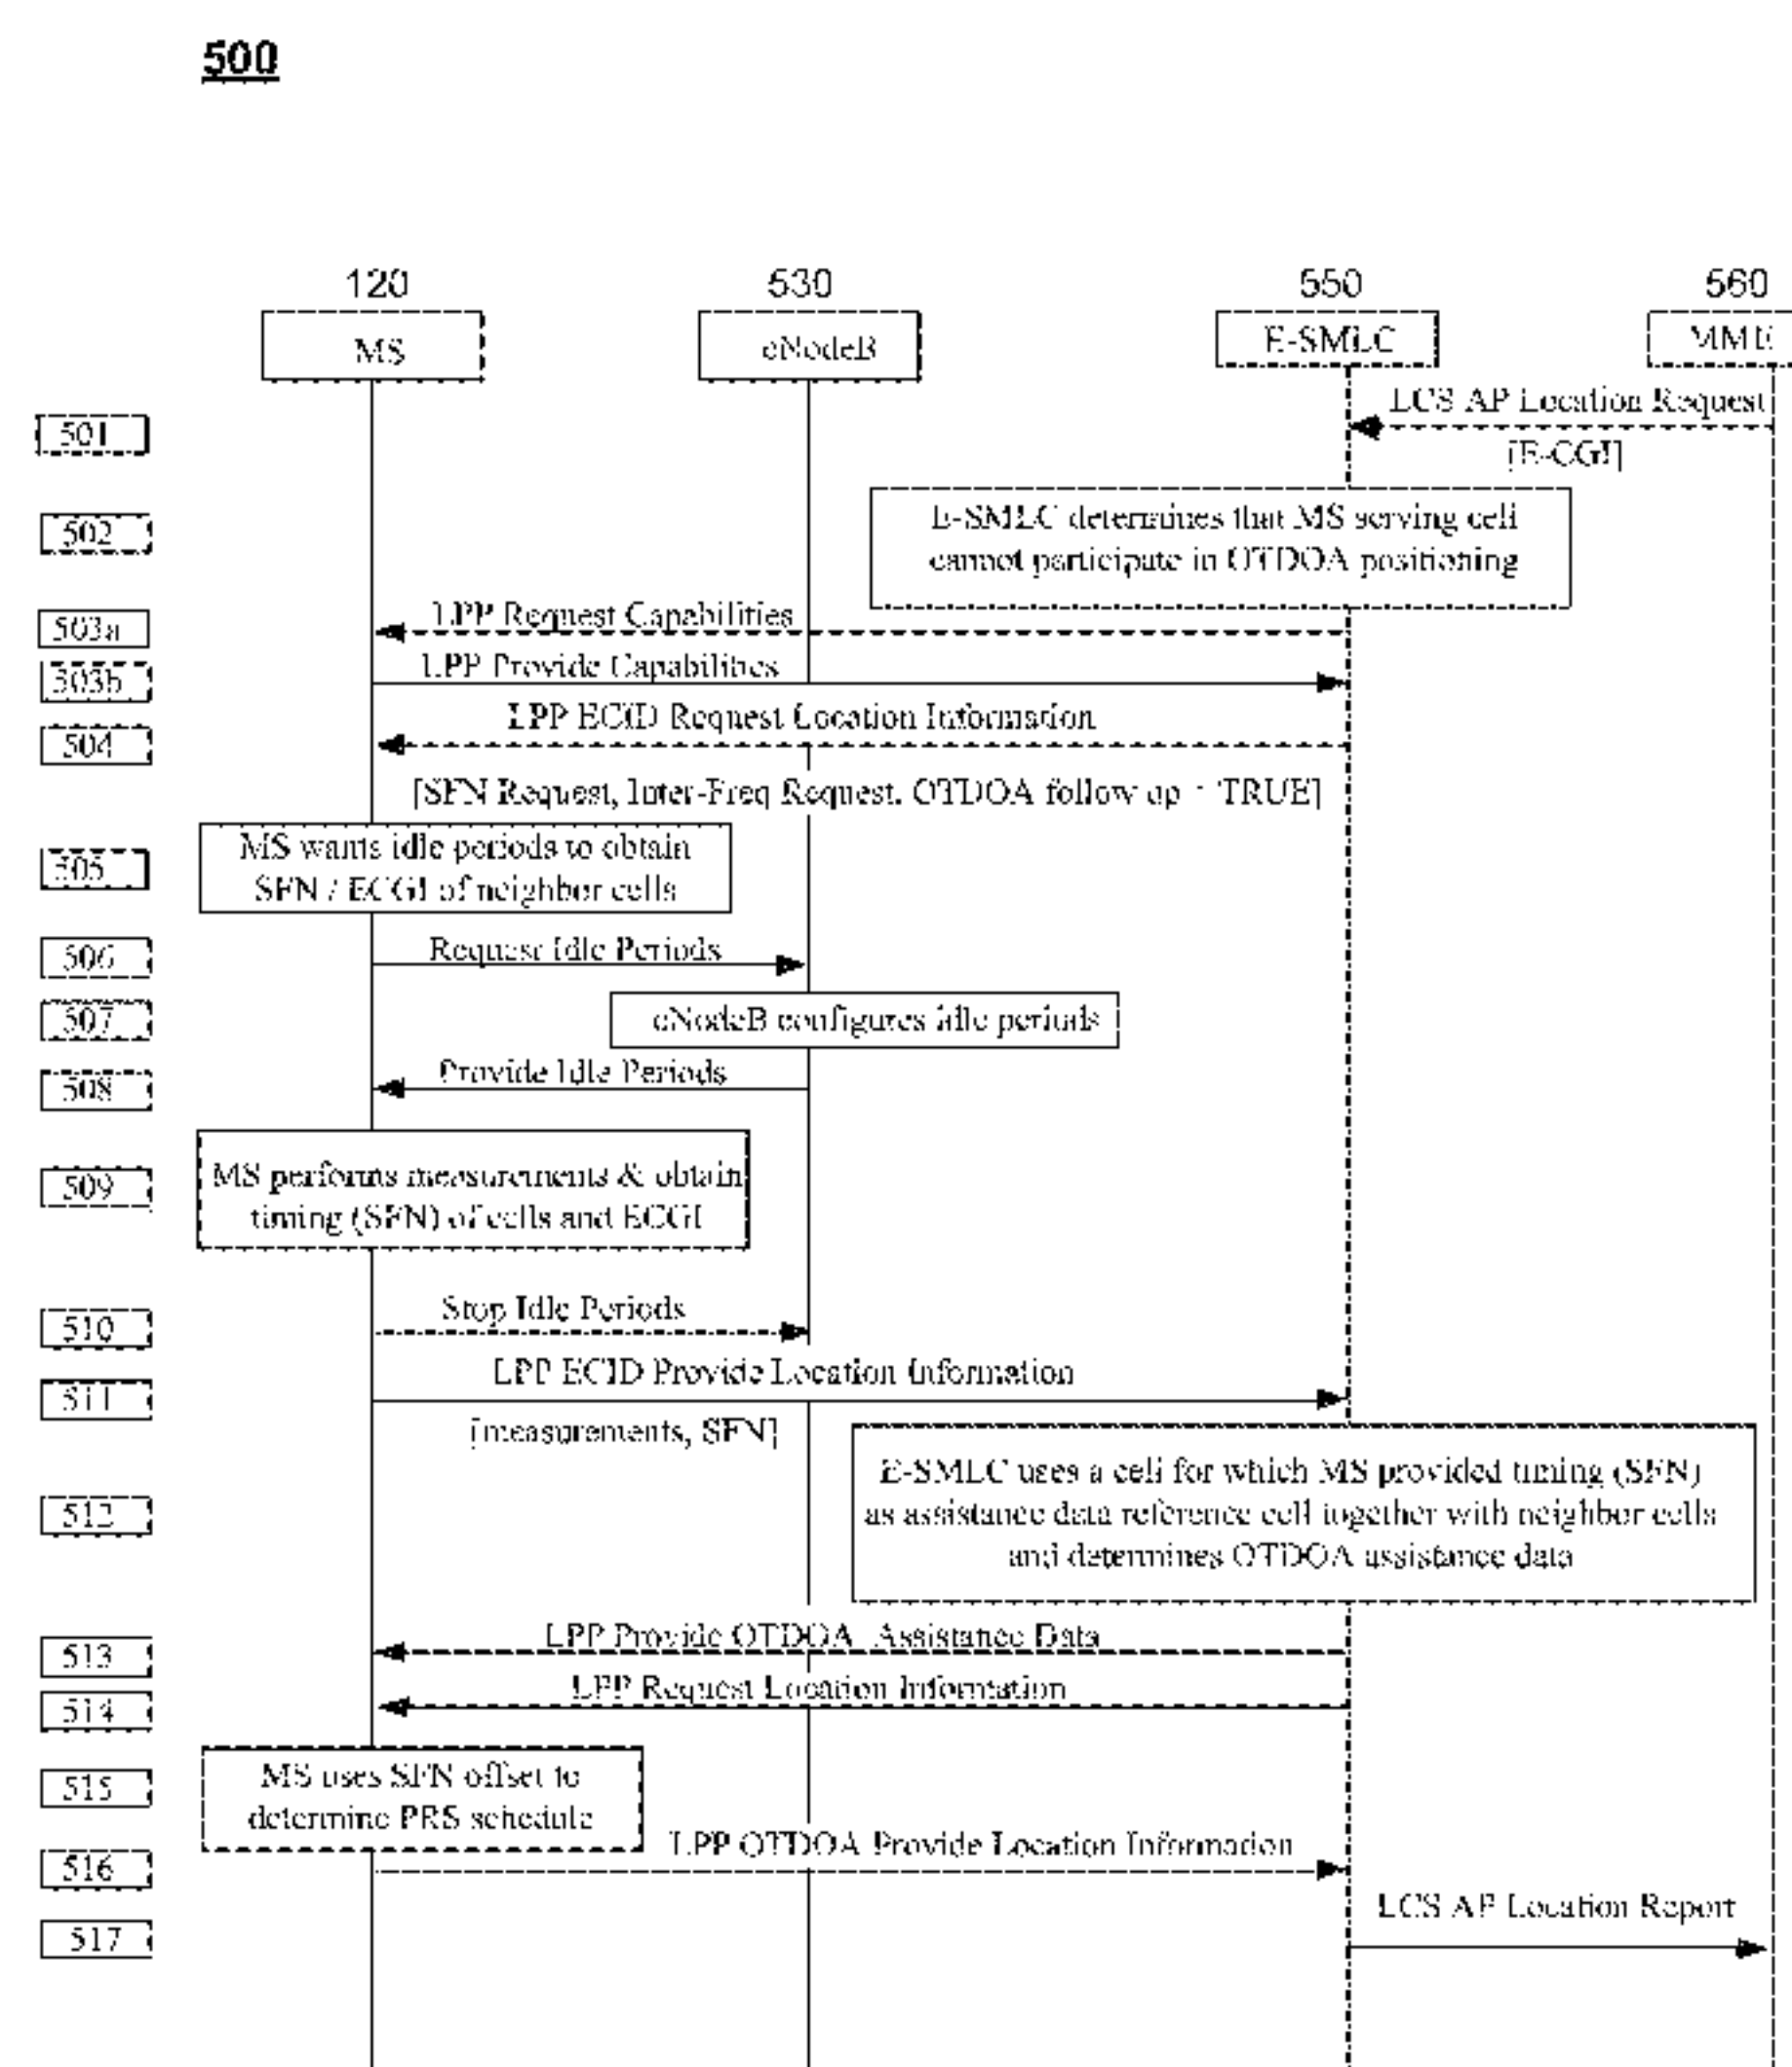 500
120
530
550
560
MS
eNodeB
E-SMLC
MME
501
LCS AP Location Request
[E-CGI]
502
E-SMLC determines that MS serving cell
cannot participate in OTDOA positioning
503a
LPP Request Capabilities
503b
LPP Provide Capabilities
504
LPP ECID Request Location Information
[SFN Request, Inter-Freq Request, OTDOA follow up = TRUE]
505
MS wants idle periods to obtain
SFN / ECGI of neighbor cells
506
Request Idle Periods
507
eNodeB configures idle periods
508
Provide Idle Periods
509
MS performs measurements & obtain
timing (SFN) of cells and ECGI
510
Stop Idle Periods
511
LPP ECID Provide Location Information
[measurements, SFN]
512
E-SMLC uses a cell for which MS provided timing (SFN)
as assistance data reference cell together with neighbor cells
and determines OTDOA assistance data
513
LPP Provide OTDOA Assistance Data
514
LPP Request Location Information
515
MS uses SFN offset to
determine PRS schedule
516
LPP OTDOA Provide Location Information
517
LCS AP Location Report